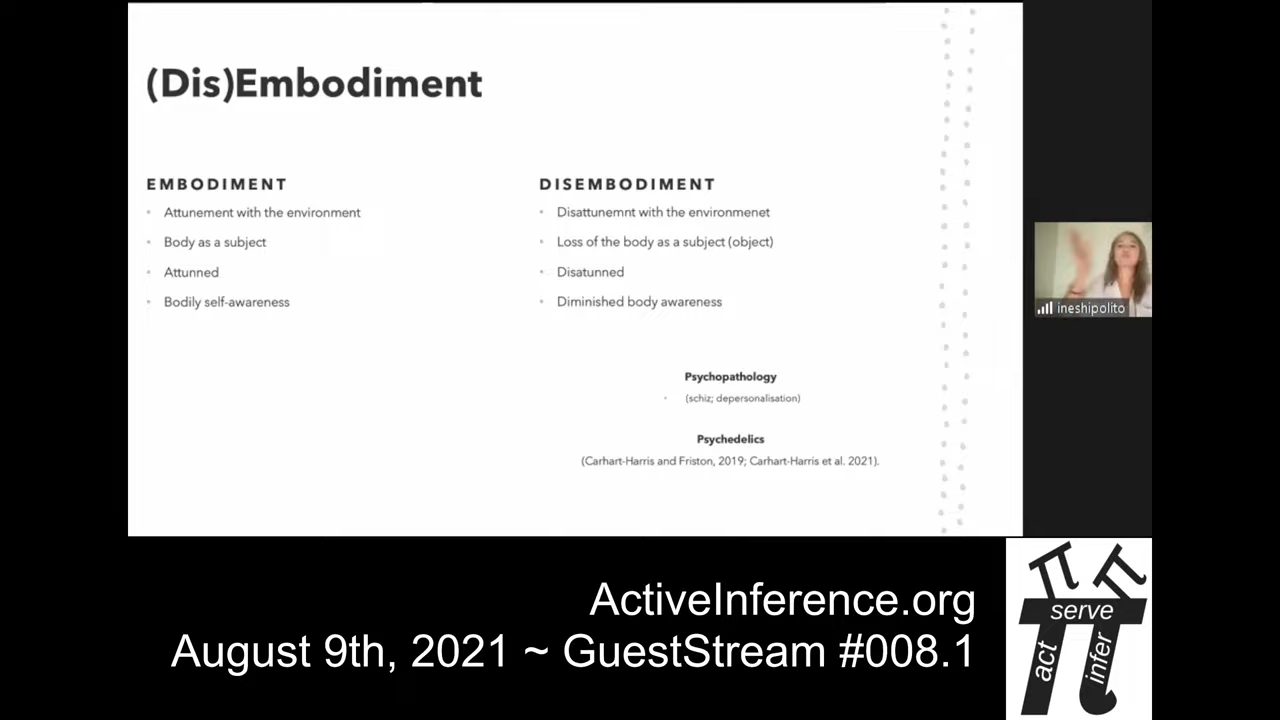 (Dis)Embodiment
EMBODIMENT
• Attunement with the environment
• Body as a subject
• Attunned
• Bodily self-awareness
DISEMBODIMENT
• Disattunemnt with the environmenet
• Loss of the body as a subject (object)
• Disatunned
• Diminished body awareness
Psychopathology
• (schiz; depersonalisation)
Psychedelics
(Carhart-Harris and Friston, 2019; Carhart-Harris et al. 2021).
ineshipolito
ActiveInference.org
August 9th, 2021 ~ GuestStream #008.1
serve
act
infer